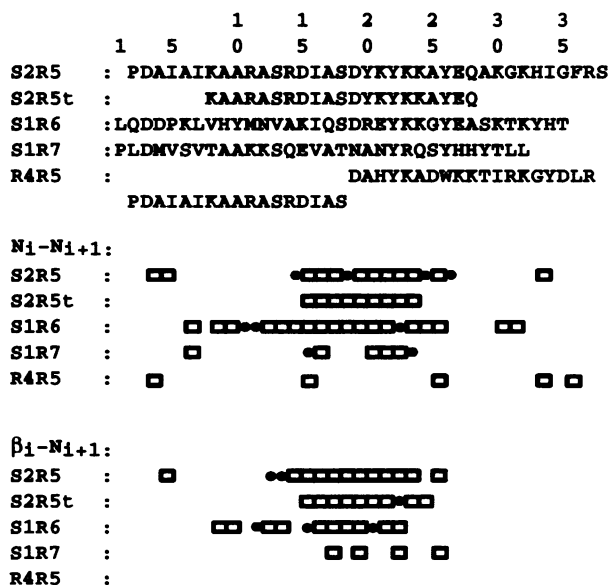 1 1 2 2 3 3
1 5 0 5 0 5 0 5
S2R5 : PDAIAIKAARASRDIASDYKYKKAYEQAKGKHIGFRS
S2R5t : KAARASRDIASDYKYKKAYEQ
S1R6 : LQDDPKLVHYMNVAKIQSDREYKKGYEASKTKYHT
S1R7 : PLDMVSVTAAKKSQEVATNANYRQSYHHYTLL
R4R5 : DAHYKADWKKTIRKGYDLR
PDAIAIKAARASRDIAS
Ni-Ni+1:
S2R5 :
S2R5t :
S1R6 :
S1R7 :
R4R5 :
βi-Ni+1:
S2R5 :
S2R5t :
S1R6 :
S1R7 :
R4R5 :